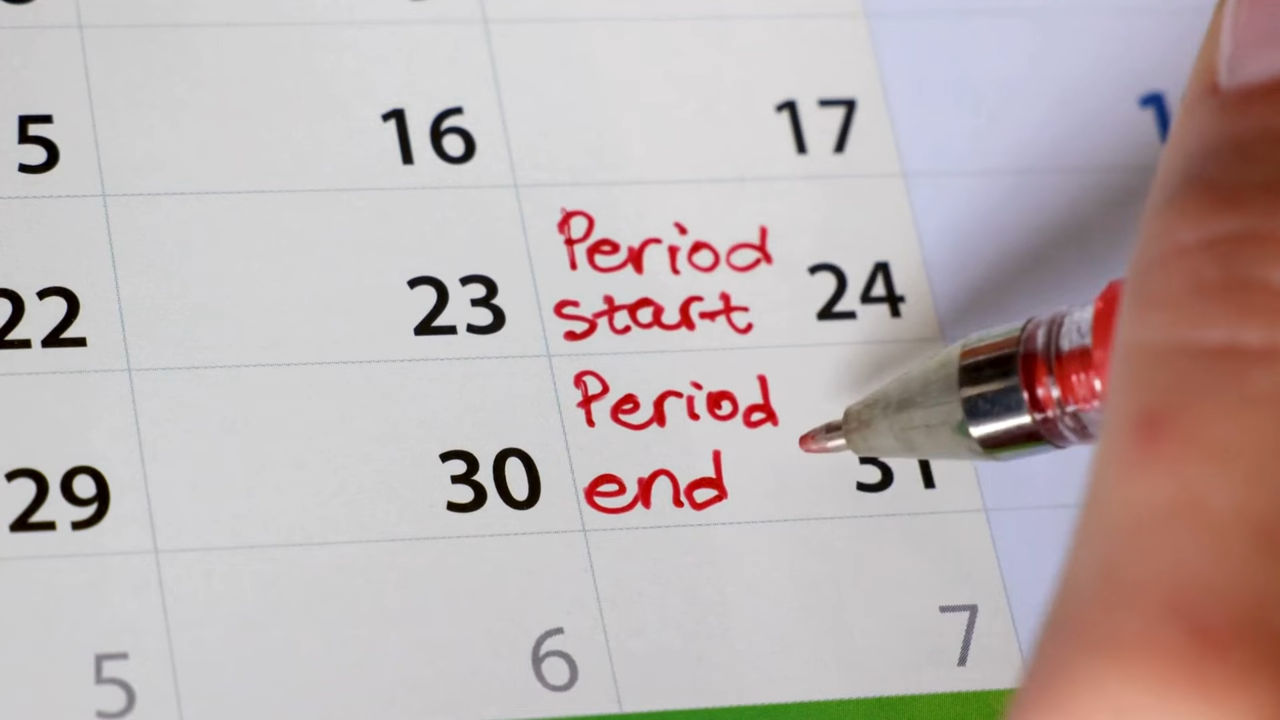 5 16 17
Period
start
22 23 24
Period
end
29 30 31
5 6 7